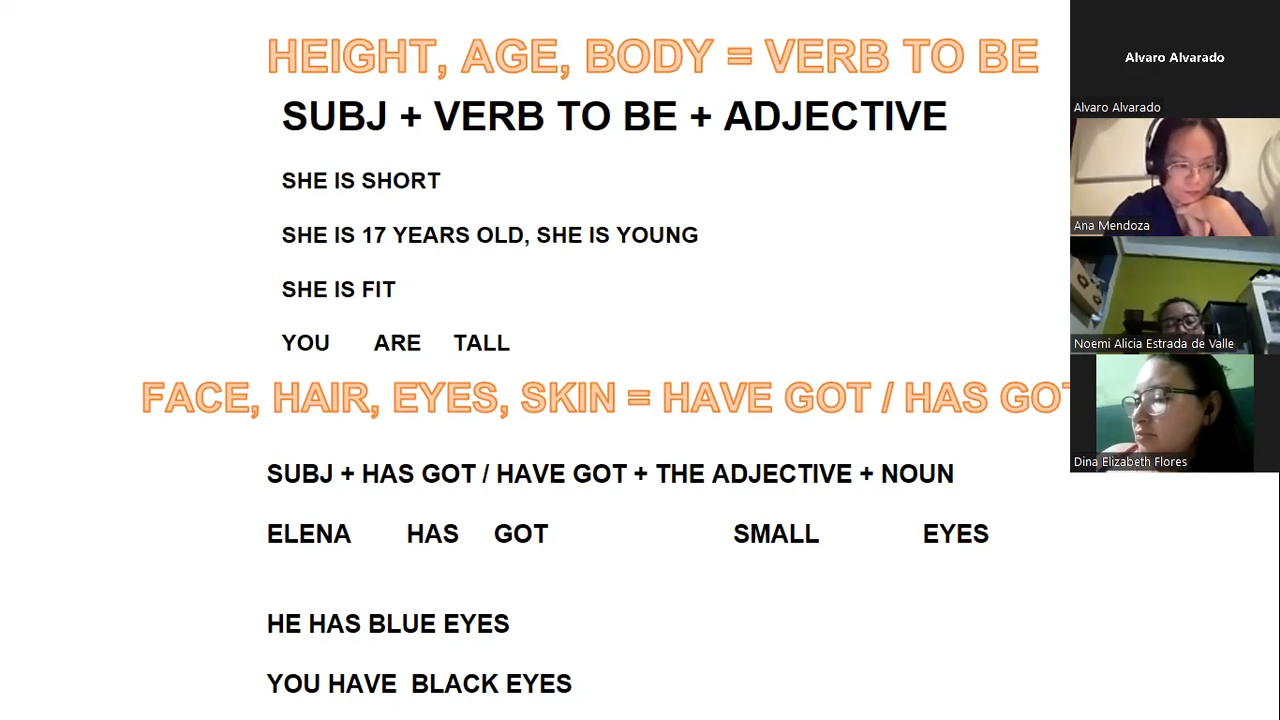 HEIGHT, AGE, BODY = VERB TO BE
SUBJ + VERB TO BE + ADJECTIVE
SHE IS SHORT
SHE IS 17 YEARS OLD, SHE IS YOUNG
SHE IS FIT
YOU ARE TALL
FACE, HAIR, EYES, SKIN = HAVE GOT / HAS GOT
SUBJ + HAS GOT / HAVE GOT + THE ADJECTIVE + NOUN
ELENA HAS GOT SMALL EYES
HE HAS BLUE EYES
YOU HAVE BLACK EYES
Alvaro Alvarado
Alvaro Alvarado
Ana Mendoza
Noemi Alicia Estrada de Valle
Dina Elizabeth Flores